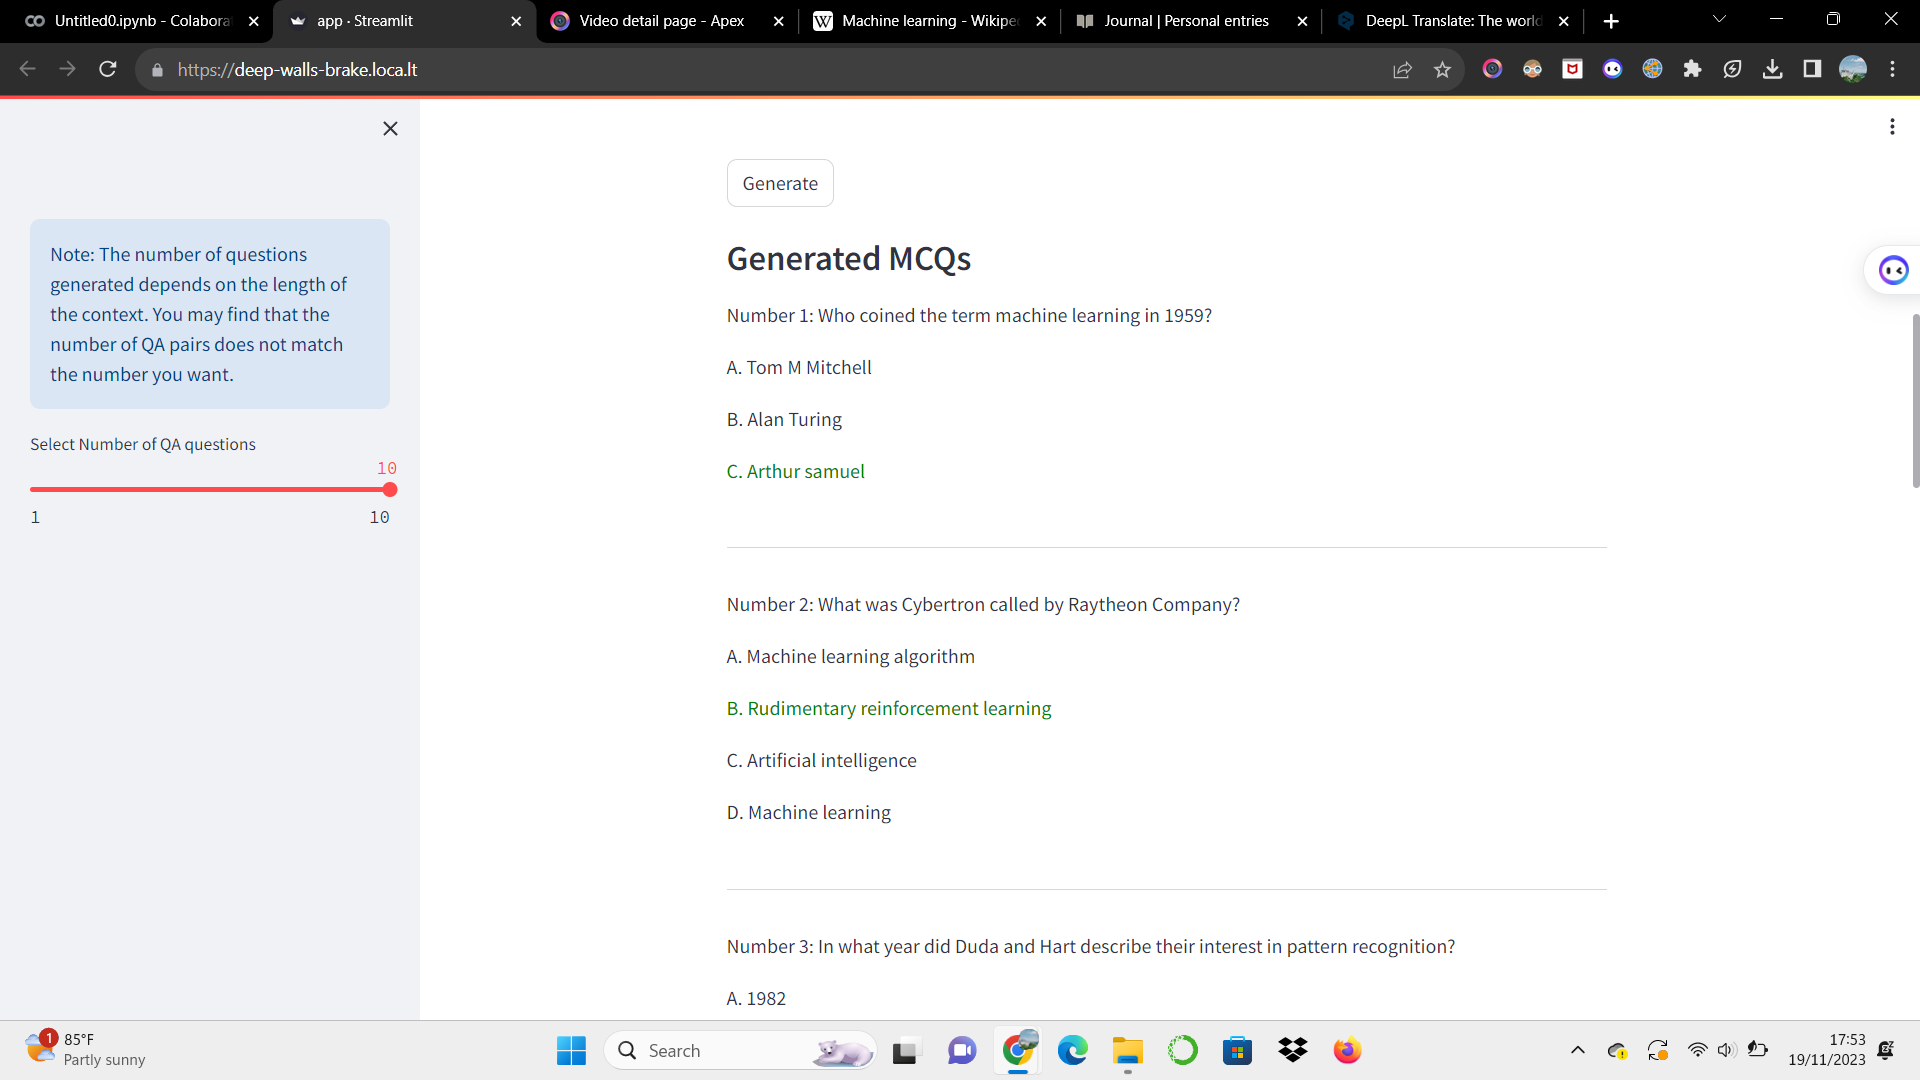 Untitled0.ipynb - Colabora
app · Streamlit
Video detail page - Apex
Machine learning - Wikipe
Journal | Personal entries
DeepL Translate: The world
https://deep-walls-brake.loca.lt
Note: The number of questions
generated depends on the length of
the context. You may find that the
number of QA pairs does not match
the number you want.
Select Number of QA questions
10
1
10
Generate
Generated MCQs
Number 1: Who coined the term machine learning in 1959?
A. Tom M Mitchell
B. Alan Turing
C. Arthur samuel
Number 2: What was Cybertron called by Raytheon Company?
A. Machine learning algorithm
B. Rudimentary reinforcement learning
C. Artificial intelligence
D. Machine learning
Number 3: In what year did Duda and Hart describe their interest in pattern recognition?
A. 1982
1
85°F
Partly sunny
Search
17:53
19/11/2023